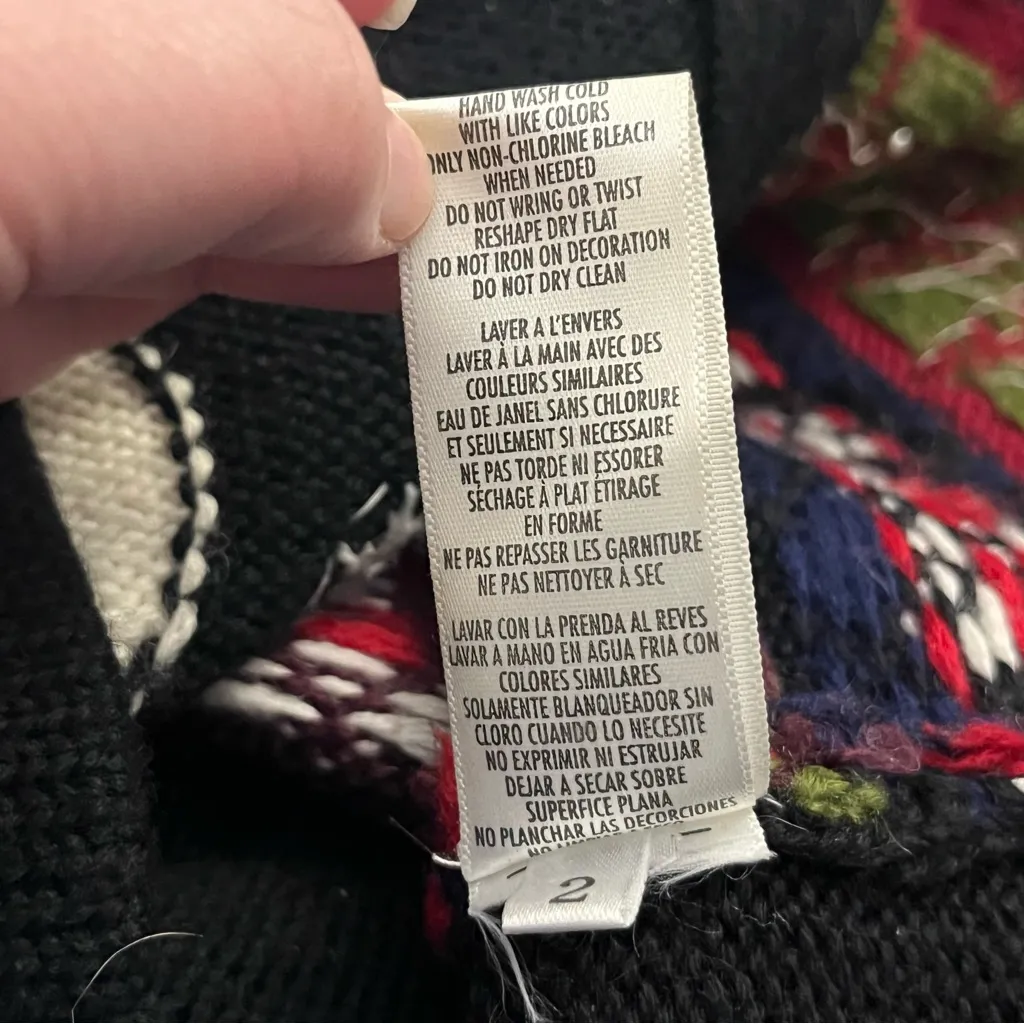 HAND WASH COLD
WITH LIKE COLORS
ONLY NON-CHLORINE BLEACH
WHEN NEEDED
DO NOT WRING OR TWIST
RESHAPE DRY FLAT
DO NOT IRON ON DECORATION
DO NOT DRY CLEAN
LAVER A L'ENVERS
LAVER À LA MAIN AVEC DES
COULEURS SIMILAIRES
EAU DE JANEL SANS CHLORURE
ET SEULEMENT SI NECESSAIRE
NE PAS TORDE NI ESSORER
SECHAGE À PLAT ÉTIRAGE
EN FORME
NE PAS REPASSER LES GARNITURE
NE PAS NETTOYER À SEC
LAVAR CON LA PRENDA AL REVES
LAVAR A MANO EN AGUA FRIA CON
COLORES SIMILARES
SOLAMENTE BLANQUEADOR SIN
CLORO CUANDO LO NECESITE
NO EXPRIMIR NI ESTRUJAR
DEJAR A SECAR SOBRE
SUPERFICE PLANA
NO PLANCHAR LAS DECORCIONES
NO
2